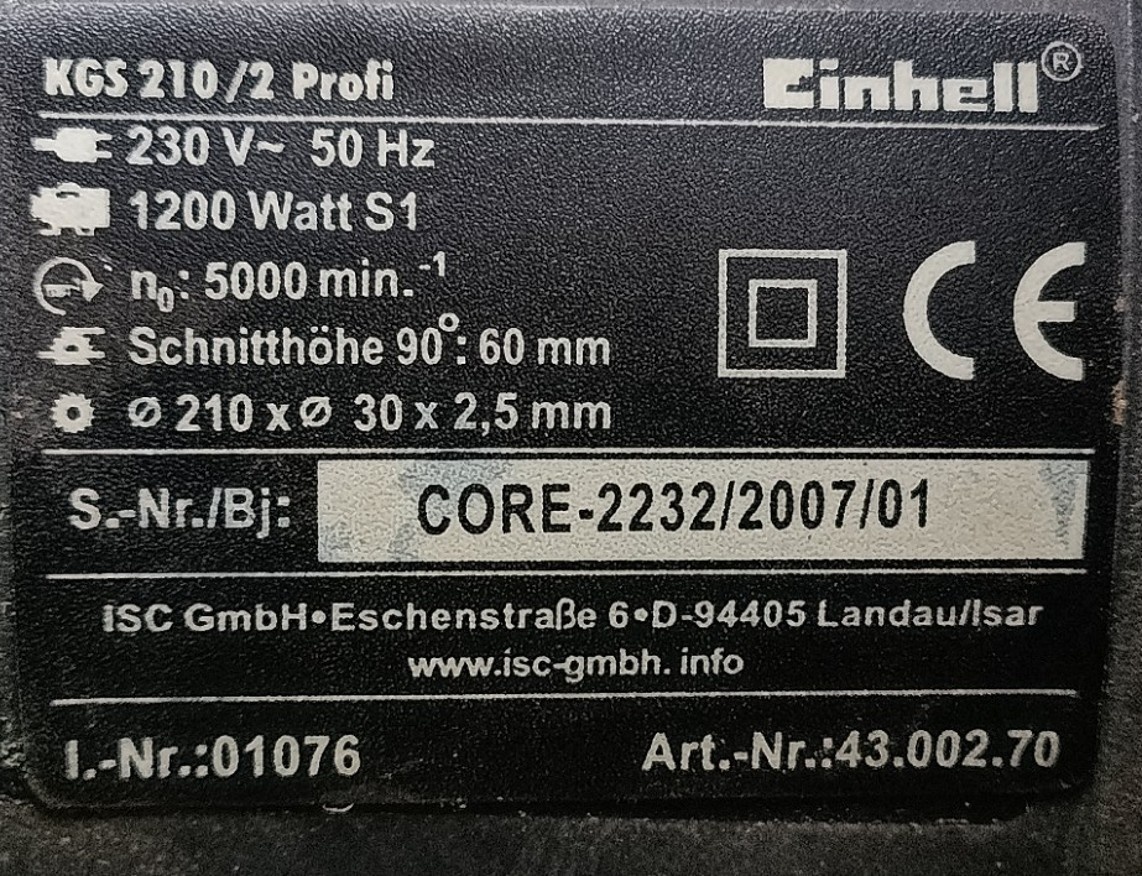 KGS 210/2 Profi
Einhell®
230 V~ 50 Hz
1200 Watt S1
n₀: 5000 min.⁻¹
Schnitthöhe 90°: 60 mm
⌀ 210 x ⌀ 30 x 2,5 mm
CE
S.-Nr./Bj: CORE-2232/2007/01
iSC GmbH•Eschenstraße 6•D-94405 Landau/Isar
www.isc-gmbh. info
I.-Nr.:01076 Art.-Nr.:43.002.70